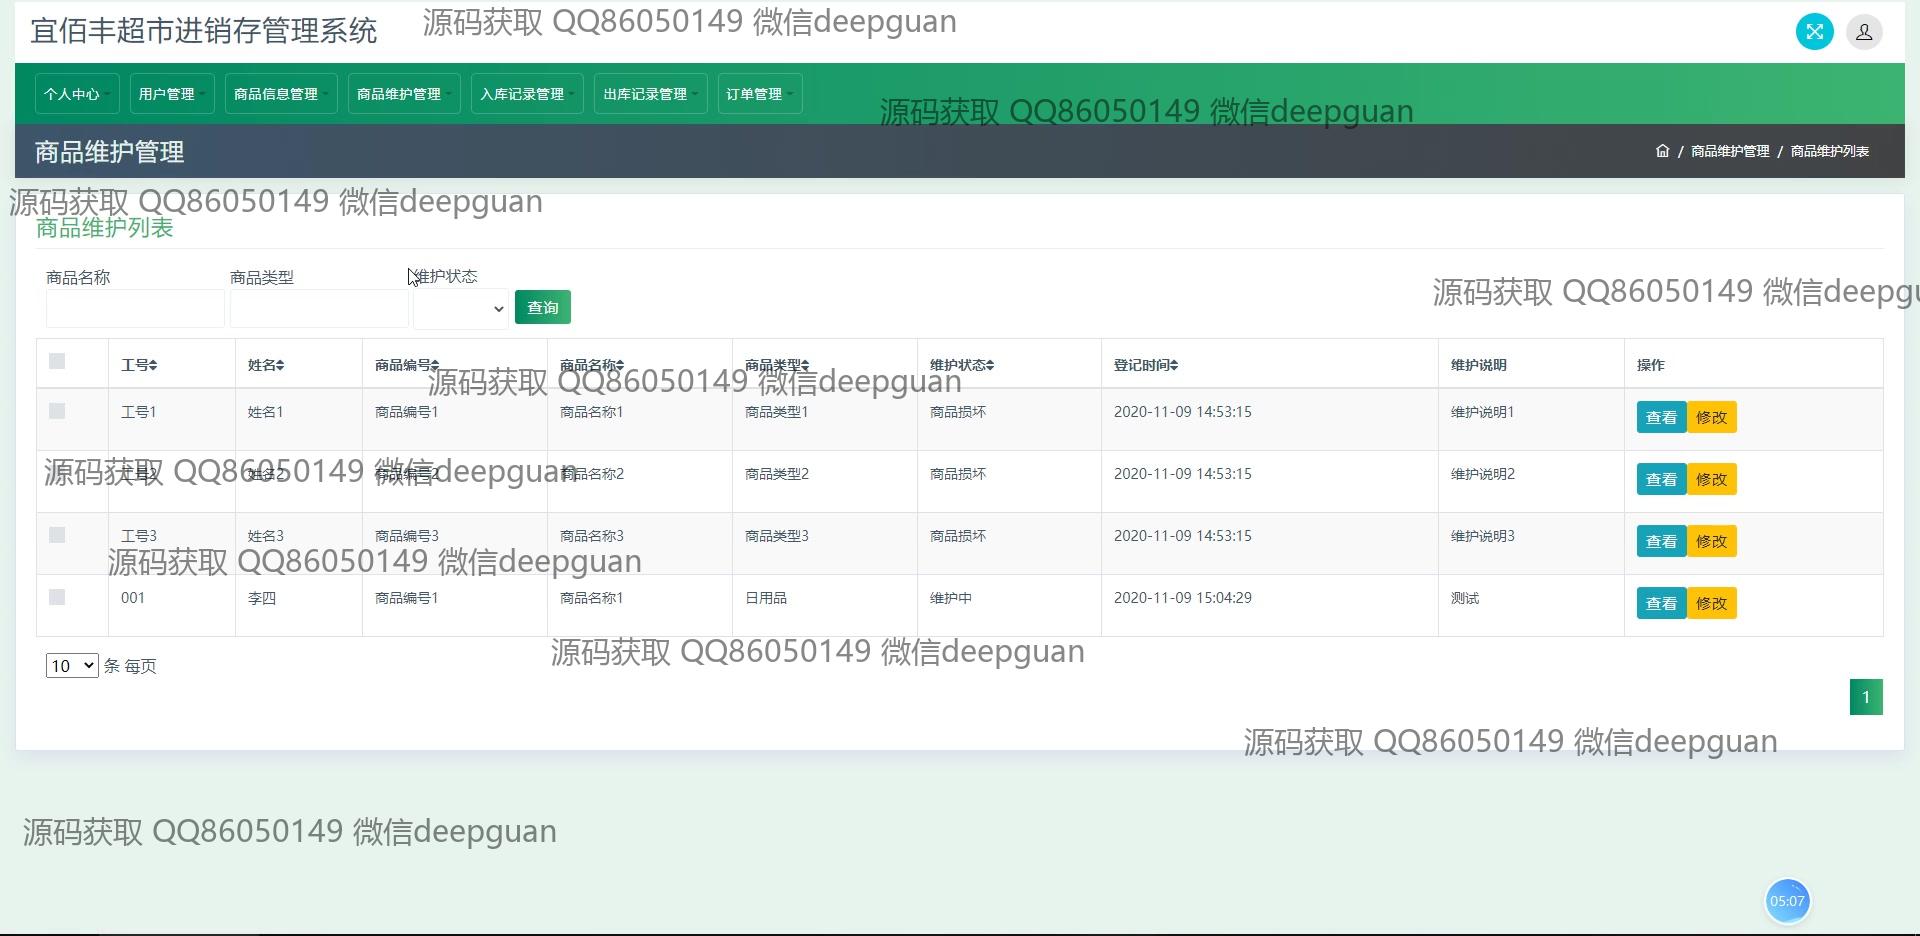 宜佰丰超市进销存管理系统
源码获取 QQ86050149 微信deepguan
个人中心 用户管理 商品信息管理 商品维护管理 入库记录管理 出库记录管理 订单管理
源码获取 QQ86050149 微信deepguan
商品维护管理
/ 商品维护管理 / 商品维护列表
源码获取 QQ86050149 微信deepguan
商品维护列表
商品名称 商品类型 维护状态
源码获取 QQ86050149 微信deepgu
查询
工号 姓名 商品编号 商品名称 商品类型 维护状态 登记时间 维护说明 操作
源码获取 QQ86050149 微信deepguan
工号1 姓名1 商品编号1 商品名称1 商品类型1 商品损坏 2020-11-09 14:53:15 维护说明1 查看 修改
工号2 姓名2 商品编号2 商品名称2 商品类型2 商品损坏 2020-11-09 14:53:15 维护说明2 查看 修改
源码获取 QQ86050149 微信deepguan
工号3 姓名3 商品编号3 商品名称3 商品类型3 商品损坏 2020-11-09 14:53:15 维护说明3 查看 修改
源码获取 QQ86050149 微信deepguan
001 李四 商品编号1 商品名称1 日用品 维护中 2020-11-09 15:04:29 测试 查看 修改
源码获取 QQ86050149 微信deepguan
10 条 每页
1
源码获取 QQ86050149 微信deepguan
源码获取 QQ86050149 微信deepguan
05:07